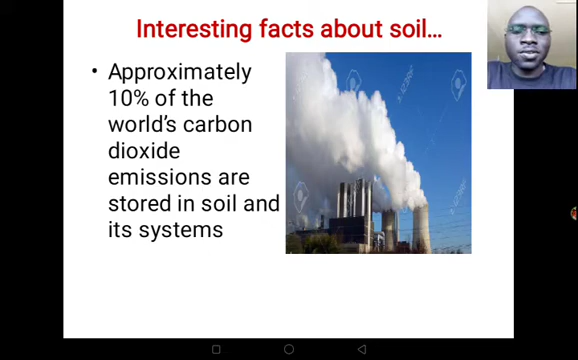 Interesting facts about soil…
• Approximately
10% of the
world's carbon
dioxide
emissions are
stored in soil and
its systems